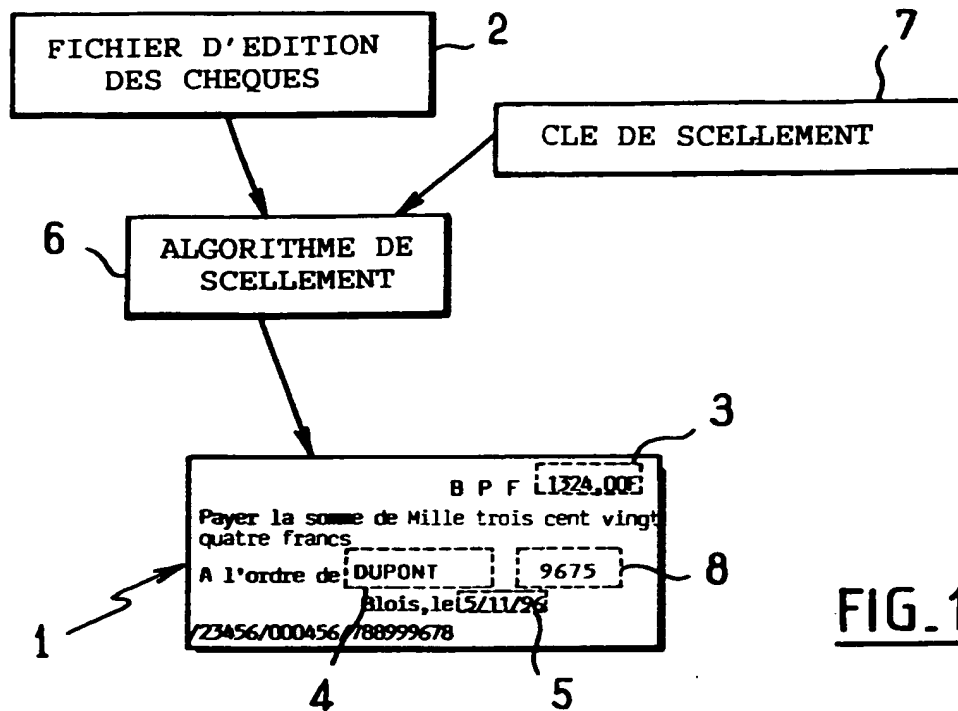 FICHIER D'EDITION
DES CHEQUES
2
7
CLE DE SCELLEMENT
6
ALGORITHME DE
SCELLEMENT
3
B P F 1324,00F
Payer la somme de Mille trois cent vingt
quatre francs
A l'ordre de DUPONT 9675
8
Blois, le 5/11/96
/23456/000456/788999678
1
4
5
FIG_1